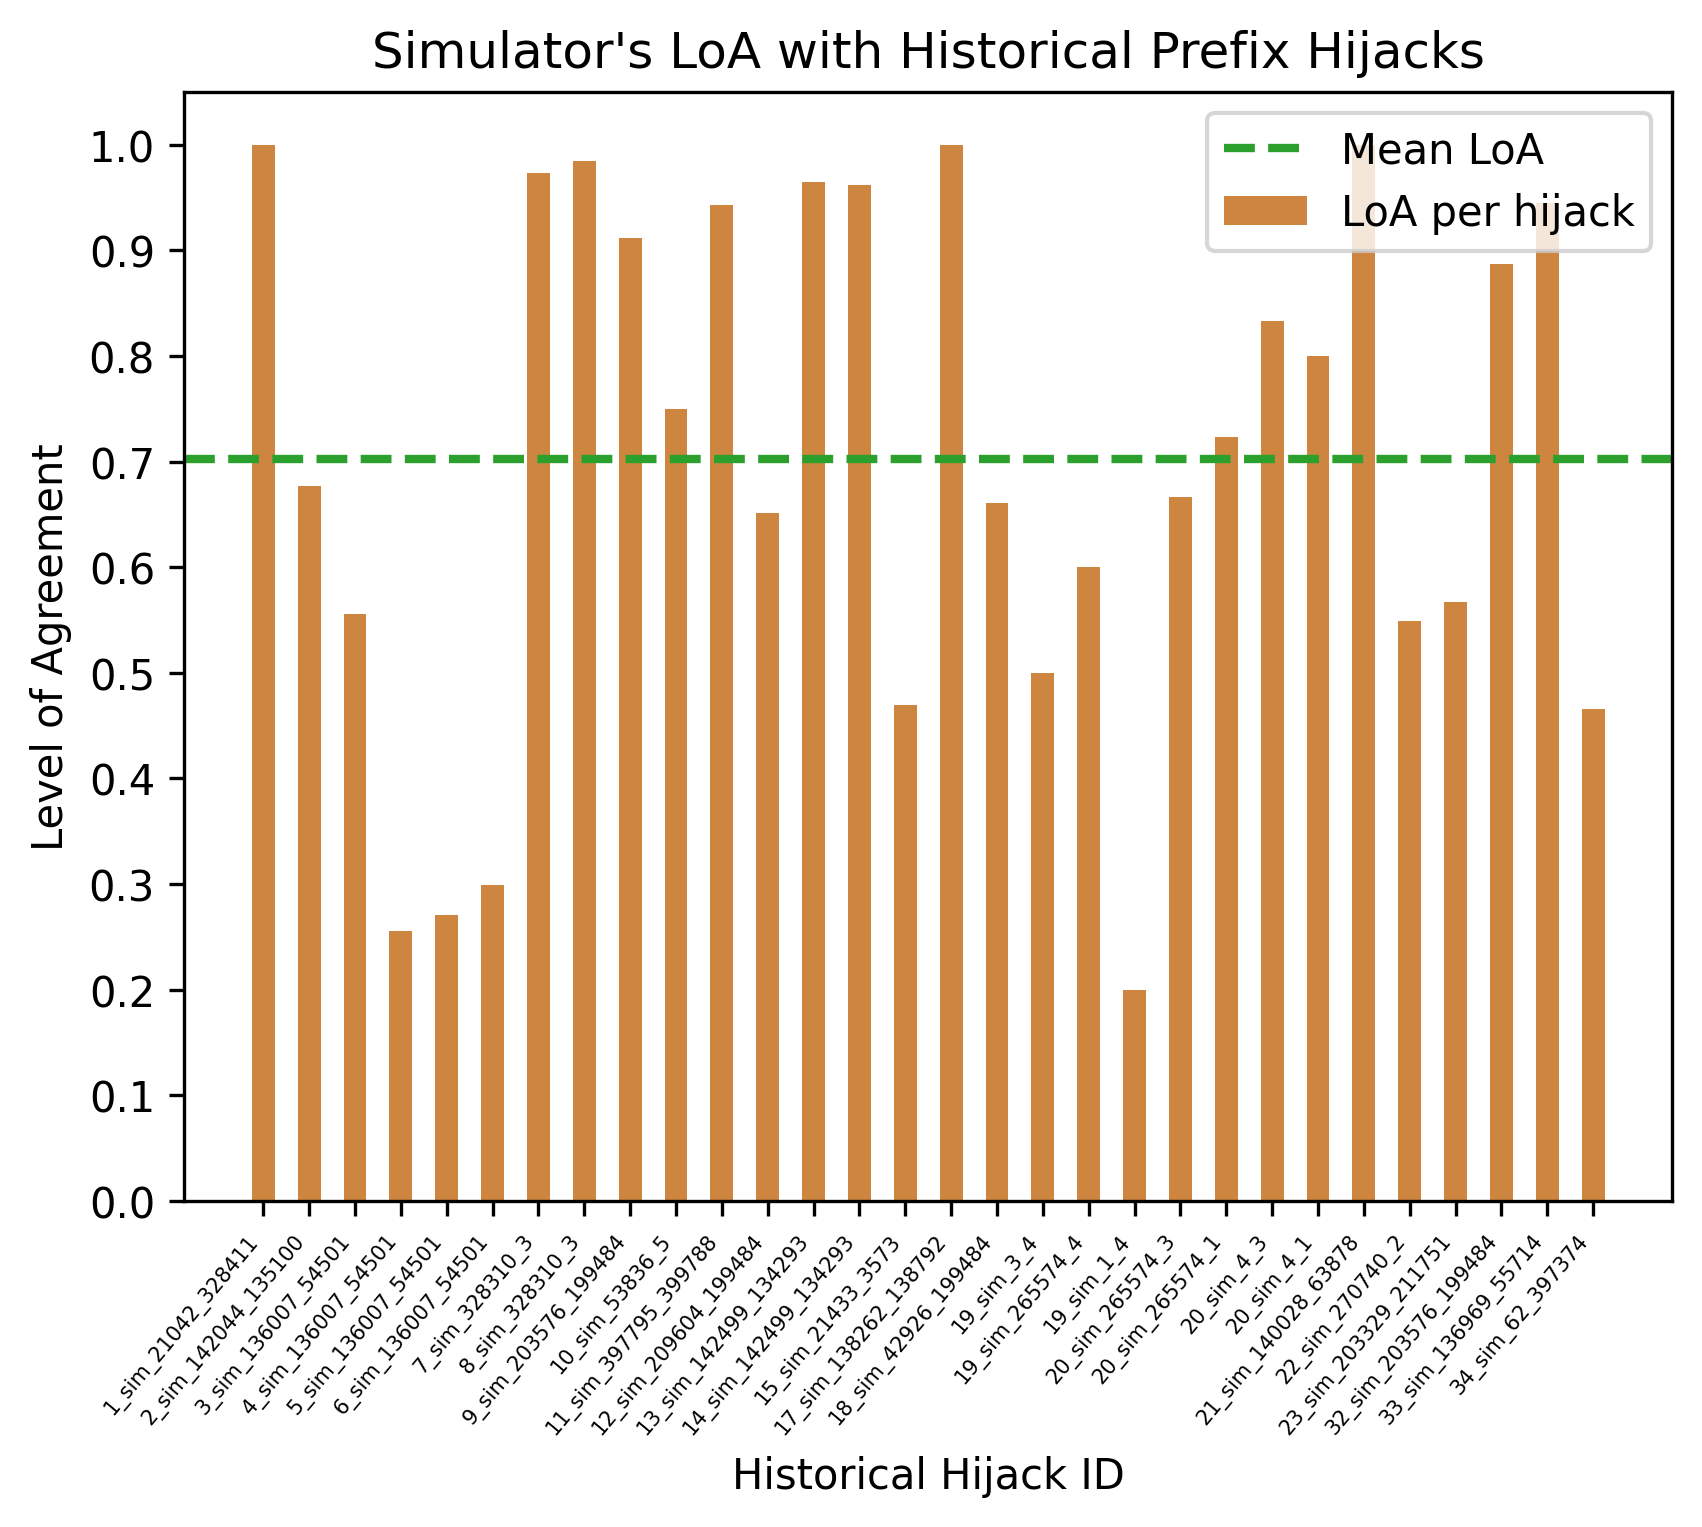 Simulator's LoA with Historical Prefix Hijacks
Mean LoA
LoA per hijack
Level of Agreement
1.0
0.9
0.8
0.7
0.6
0.5
0.4
0.3
0.2
0.1
0.0
1_sim_21042_328411
2_sim_142044_135100
3_sim_136007_54501
4_sim_136007_54501
5_sim_136007_54501
6_sim_136007_54501
7_sim_328310_3
8_sim_328310_3
9_sim_203576_199484
10_sim_53836_5
11_sim_397795_399788
12_sim_209604_199484
13_sim_142499_134293
14_sim_142499_134293
15_sim_21433_3573
17_sim_138262_138792
18_sim_42926_199484
19_sim_3_4
19_sim_265574_4
19_sim_1_4
20_sim_265574_3
20_sim_265574_1
20_sim_4_3
20_sim_4_1
21_sim_140028_63878
22_sim_270740_2
23_sim_203329_211751
32_sim_203576_199484
33_sim_136969_55714
34_sim_62_397374
Historical Hijack ID